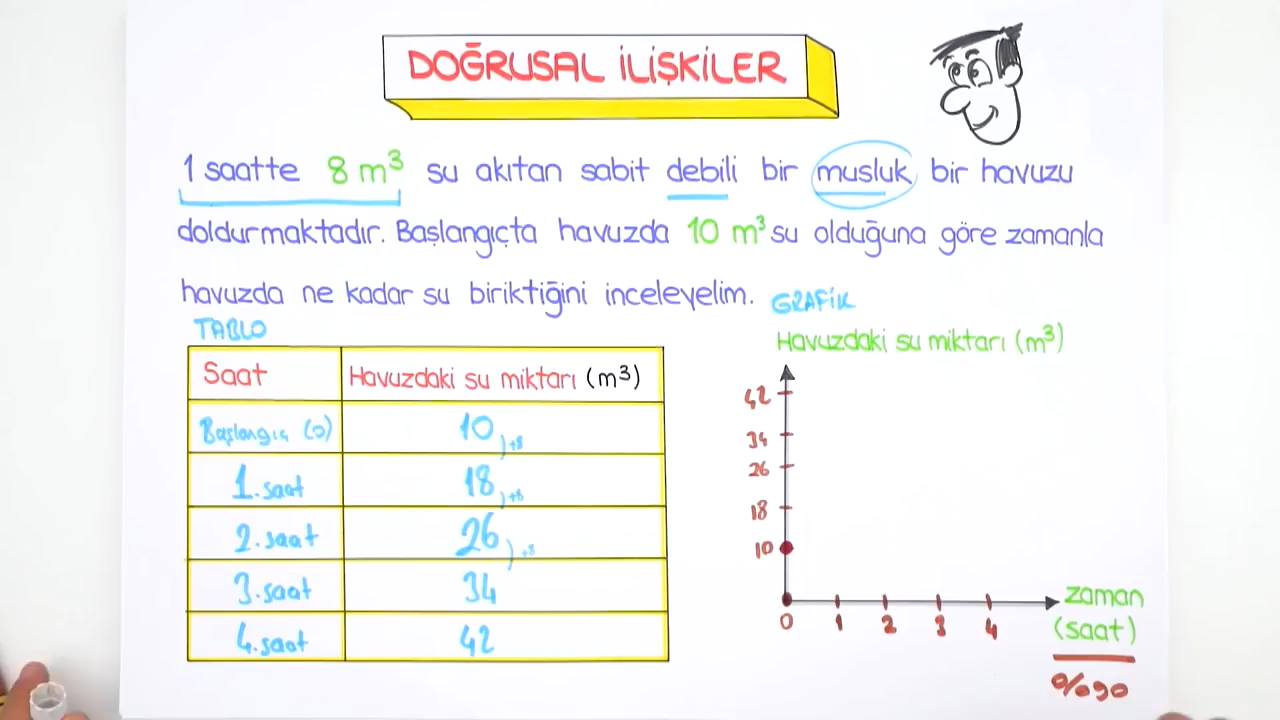 DOĞRUSAL İLİŞKİLER
1 saatte 8 m³ su akıtan sabit debili bir musluk bir havuzu
doldurmaktadır. Başlangıçta havuzda 10 m³ su olduğuna göre zamanla
havuzda ne kadar su biriktiğini inceleyelim.
TABLO
Saat Havuzdaki su miktarı (m³)
Başlangıç (0) 10 +8
1.saat 18 +8
2.saat 26 +8
3.saat 34
4.saat 42
GRAFİK
Havuzdaki su miktarı (m³)
42
34
26
18
10
0 1 2 3 4
zaman
(saat)
%90